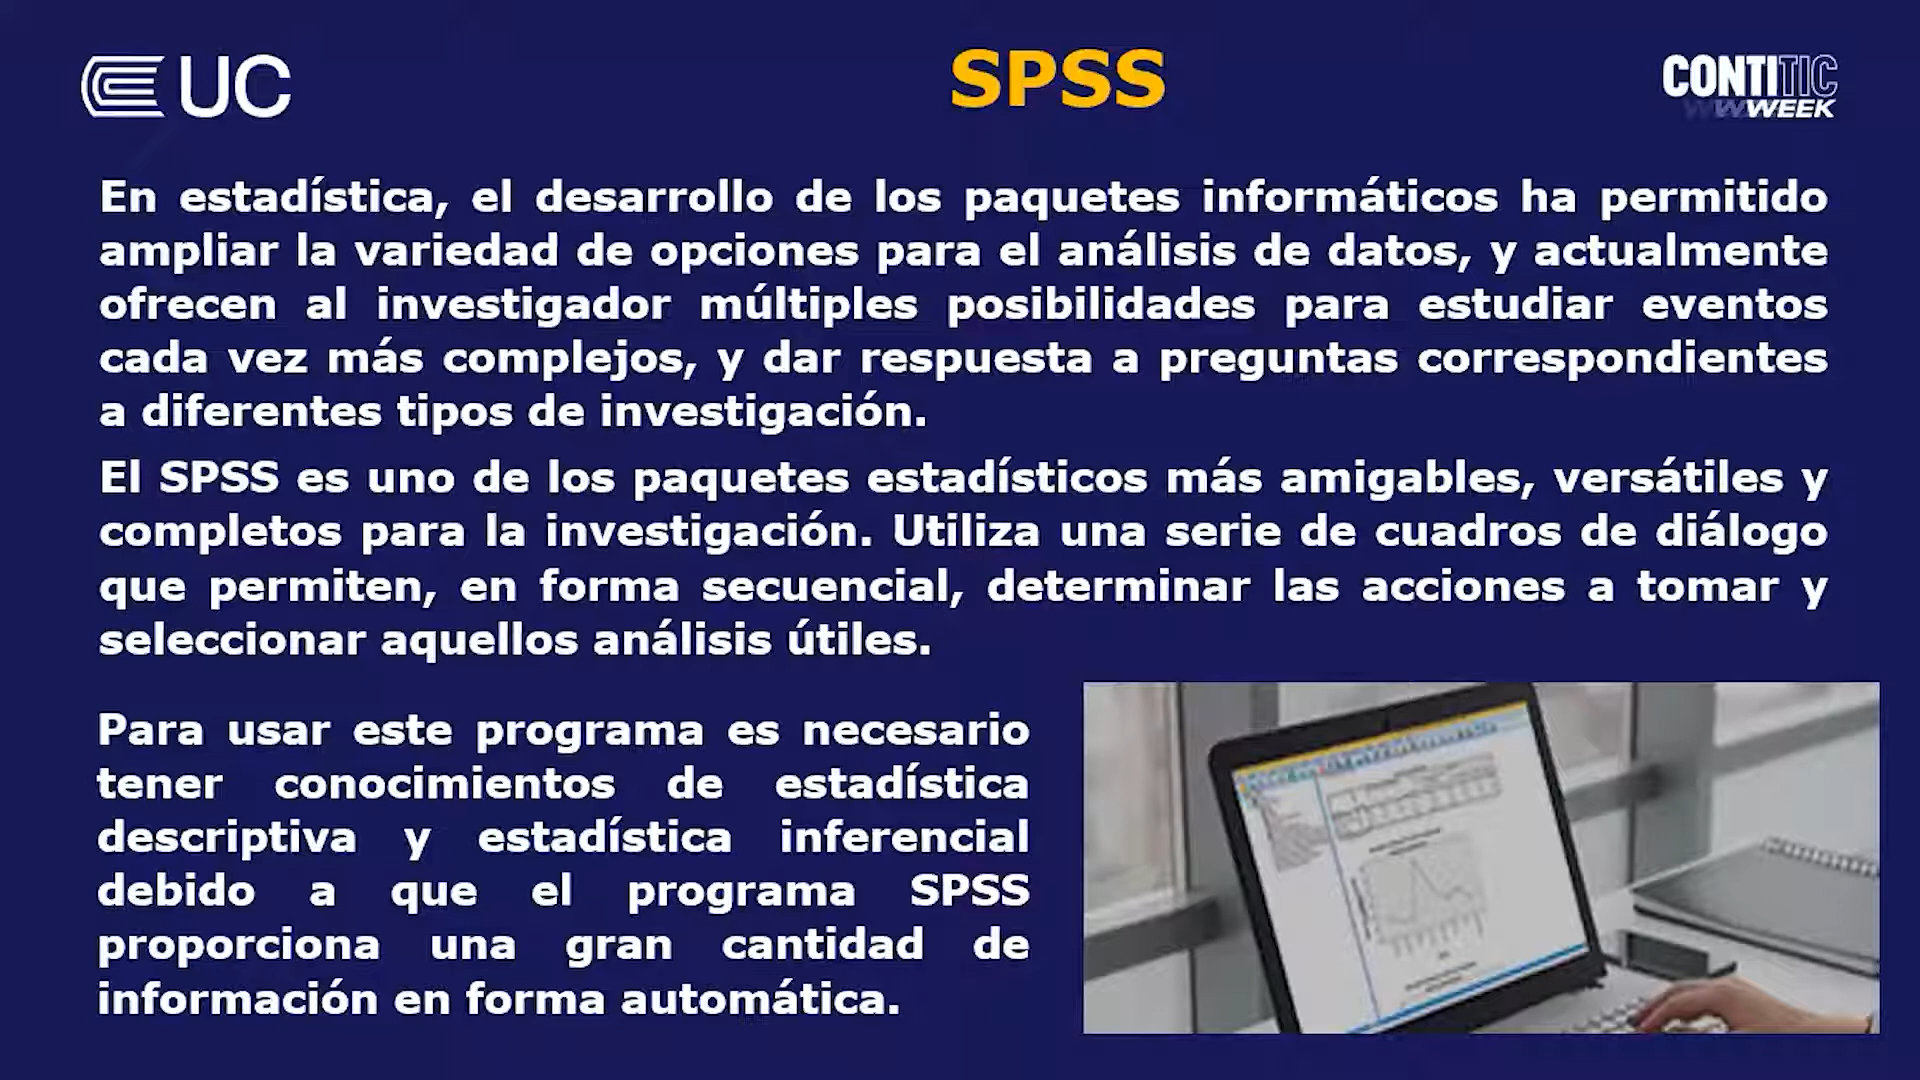 UC
SPSS
CONTITIC
WEEK
En estadística, el desarrollo de los paquetes informáticos ha permitido
ampliar la variedad de opciones para el análisis de datos, y actualmente
ofrecen al investigador múltiples posibilidades para estudiar eventos
cada vez más complejos, y dar respuesta a preguntas correspondientes
a diferentes tipos de investigación.
El SPSS es uno de los paquetes estadísticos más amigables, versátiles y
completos para la investigación. Utiliza una serie de cuadros de diálogo
que permiten, en forma secuencial, determinar las acciones a tomar y
seleccionar aquellos análisis útiles.
Para usar este programa es necesario
tener conocimientos de estadística
descriptiva y estadística inferencial
debido a que el programa SPSS
proporciona una gran cantidad de
información en forma automática.